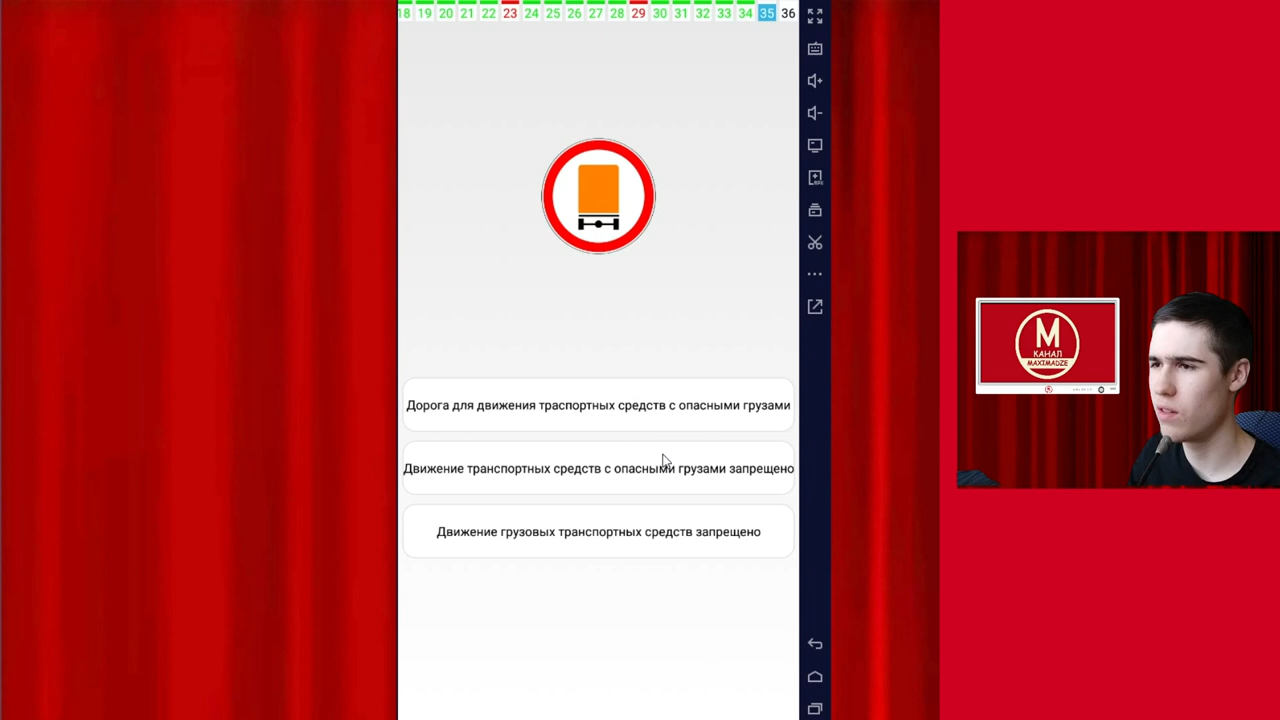 18 19 20 21 22 23 24 25 26 27 28 29 30 31 32 33 34 35 36
Дорога для движения траспортных средств с опасными грузами
Движение транспортных средств с опасными грузами запрещено
Движение грузовых транспортных средств запрещено
М
КАНАЛ
MAXIMADZE